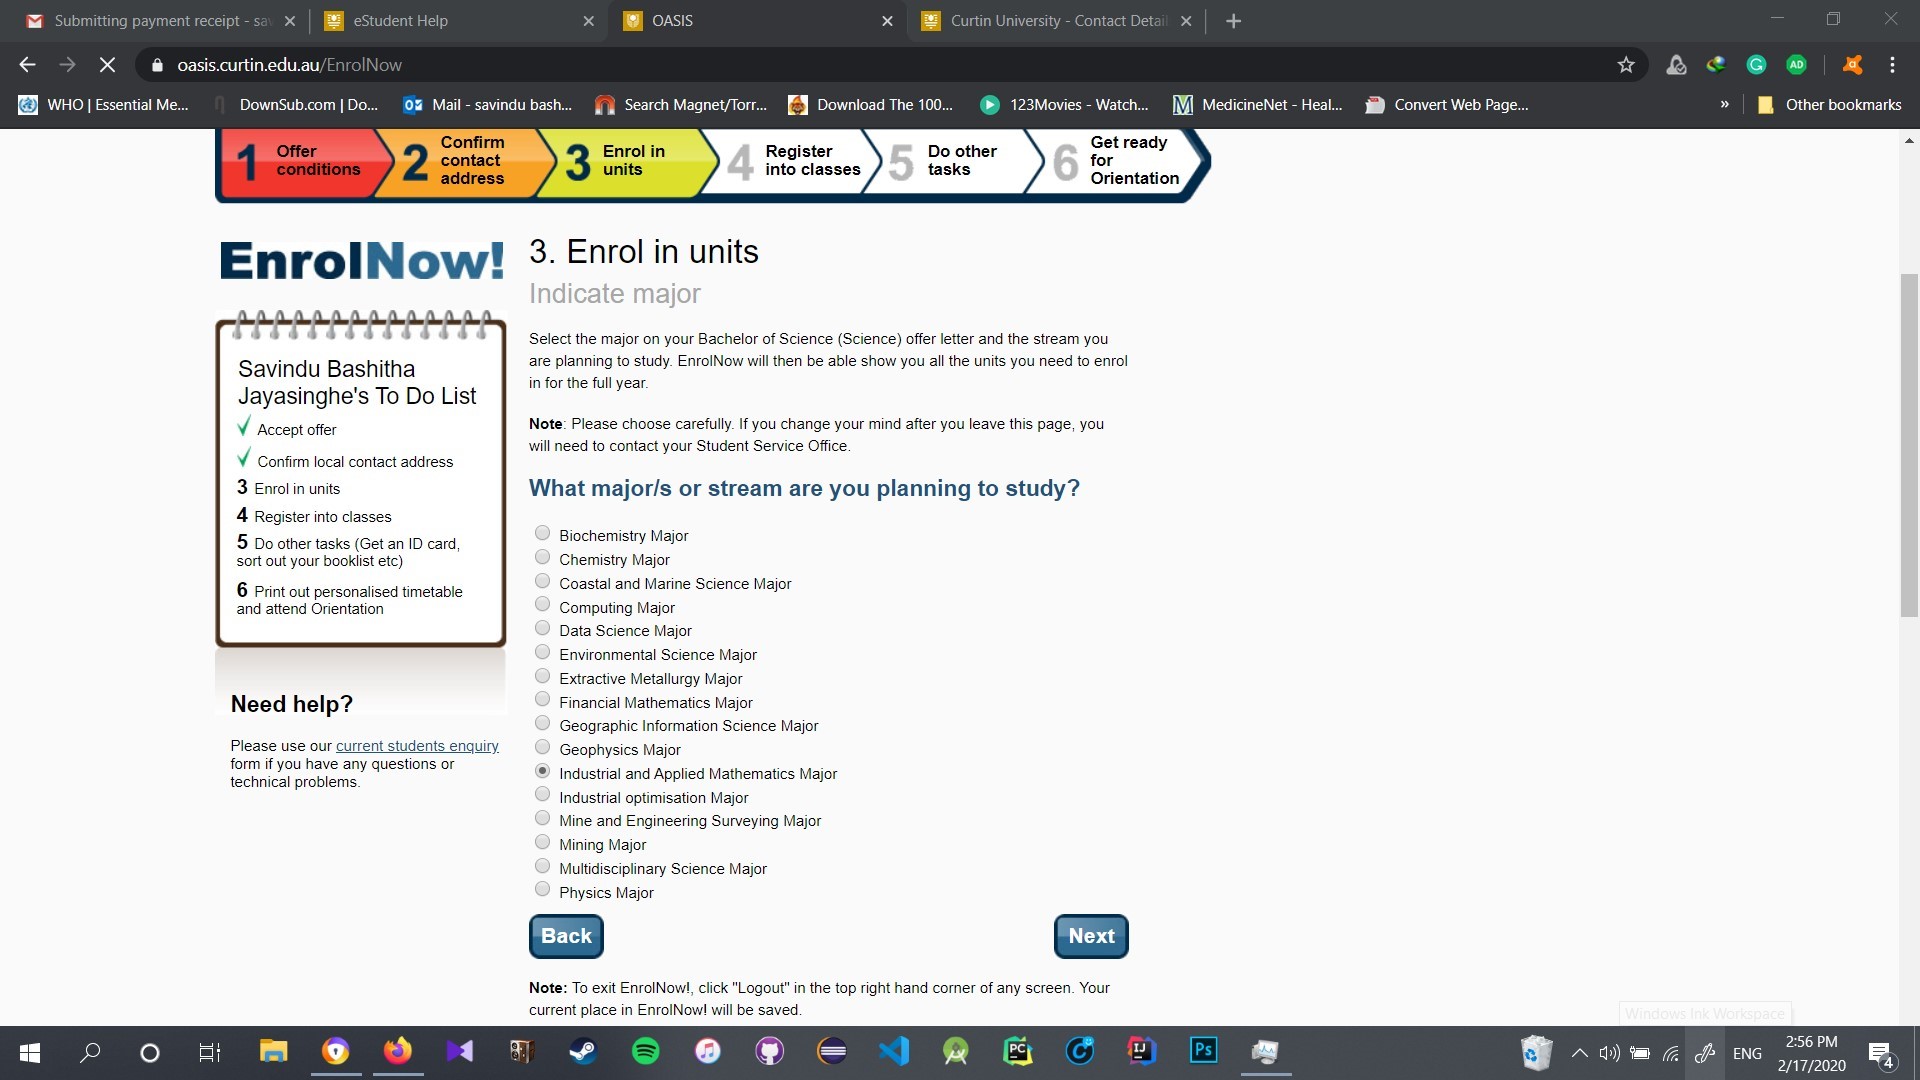 Submitting payment receipt - sav
eStudent Help
OASIS
Curtin University - Contact Detail
oasis.curtin.edu.au/EnrolNow
WHO | Essential Me...
DownSub.com | Do...
Mail - savindu bash...
Search Magnet/Torr...
Download The 100...
123Movies - Watch...
MedicineNet - Heal...
Convert Web Page...
»
Other bookmarks
1 Offer
conditions
2 Confirm
contact
address
3 Enrol in
units
4 Register
into classes
5 Do other
tasks
6 Get ready
for
Orientation
EnrolNow!
Savindu Bashitha
Jayasinghe's To Do List
Accept offer
Confirm local contact address
3 Enrol in units
4 Register into classes
5 Do other tasks (Get an ID card,
sort out your booklist etc)
6 Print out personalised timetable
and attend Orientation
Need help?
Please use our current students enquiry
form if you have any questions or
technical problems.
3. Enrol in units
Indicate major
Select the major on your Bachelor of Science (Science) offer letter and the stream you
are planning to study. EnrolNow will then be able show you all the units you need to enrol
in for the full year.
Note: Please choose carefully. If you change your mind after you leave this page, you
will need to contact your Student Service Office.
What major/s or stream are you planning to study?
Biochemistry Major
Chemistry Major
Coastal and Marine Science Major
Computing Major
Data Science Major
Environmental Science Major
Extractive Metallurgy Major
Financial Mathematics Major
Geographic Information Science Major
Geophysics Major
Industrial and Applied Mathematics Major
Industrial optimisation Major
Mine and Engineering Surveying Major
Mining Major
Multidisciplinary Science Major
Physics Major
Back
Next
Note: To exit EnrolNow!, click "Logout" in the top right hand corner of any screen. Your
current place in EnrolNow! will be saved.
Windows Ink Workspace
ENG
2:56 PM
2/17/2020
4
AD
PC
IJ
Ps